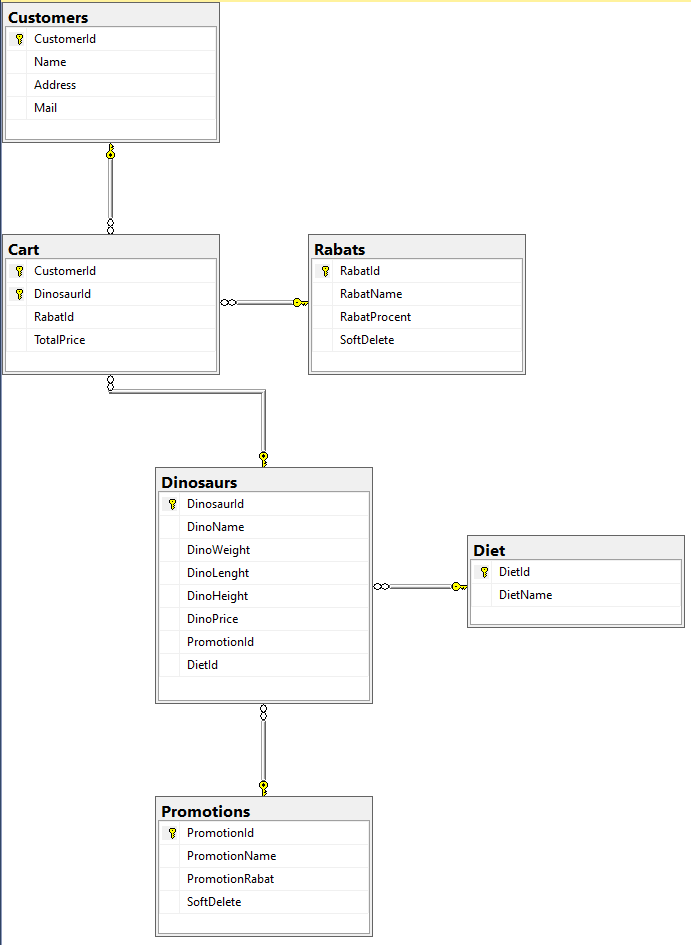 Customers
CustomerId
Name
Address
Mail
Cart
CustomerId
DinosaurId
RabatId
TotalPrice
Rabats
RabatId
RabatName
RabatProcent
SoftDelete
Dinosaurs
DinosaurId
DinoName
DinoWeight
DinoLenght
DinoHeight
DinoPrice
PromotionId
DietId
Diet
DietId
DietName
Promotions
PromotionId
PromotionName
PromotionRabat
SoftDelete